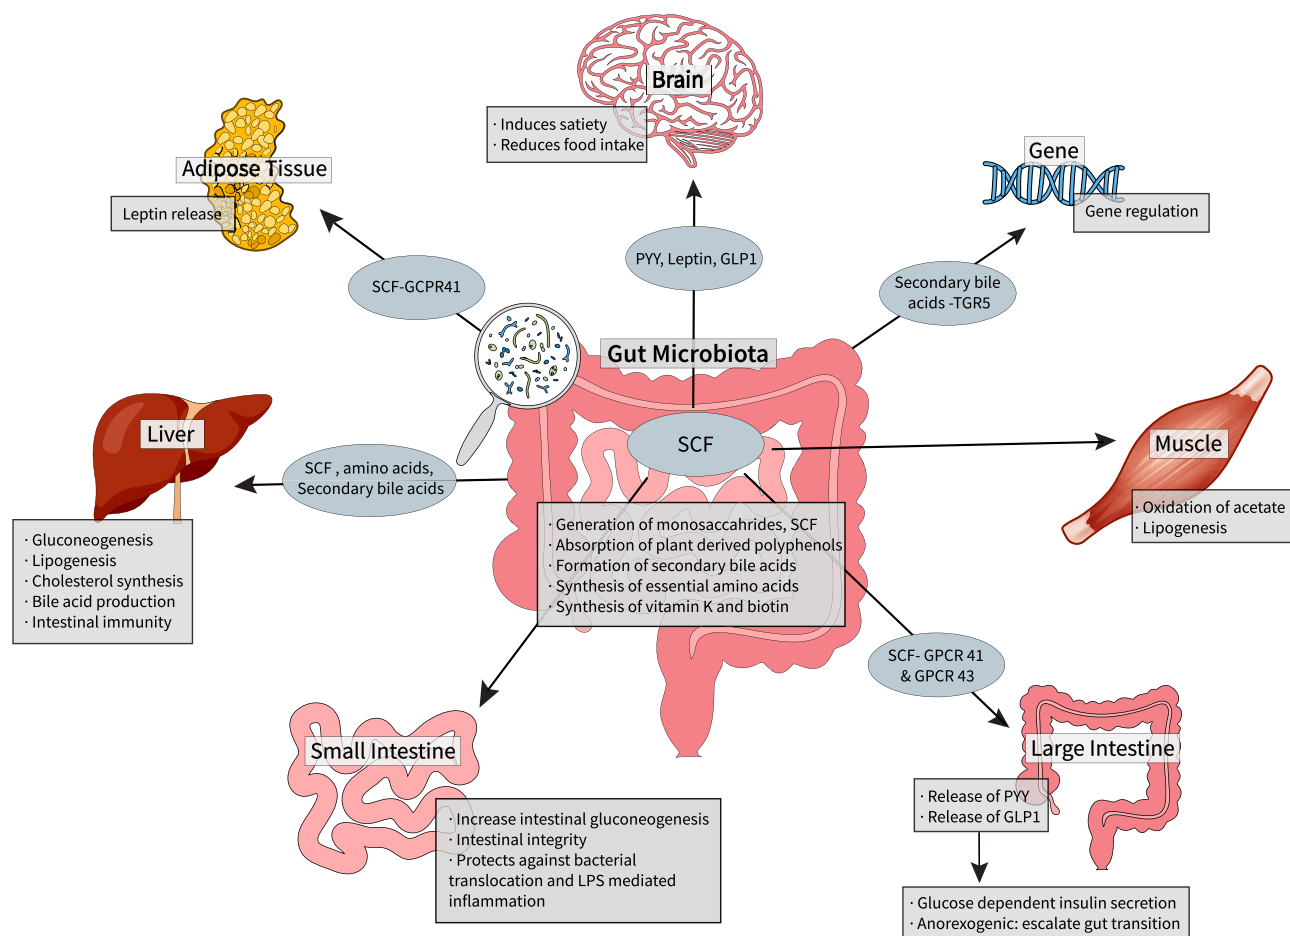 Brain
· Induces satiety
· Reduces food intake
Adipose Tissue
Leptin release
Gene
Gene regulation
PYY, Leptin, GLP1
SCF-GCPR41
Secondary bile
acids -TGR5
Gut Microbiota
SCF
Liver
SCF , amino acids,
Secondary bile acids
· Gluconeogenesis
· Lipogenesis
· Cholesterol synthesis
· Bile acid production
· Intestinal immunity
Muscle
· Oxidation of acetate
· Lipogenesis
· Generation of monosaccahrides, SCF
· Absorption of plant derived polyphenols
· Formation of secondary bile acids
· Synthesis of essential amino acids
· Synthesis of vitamin K and biotin
SCF- GPCR 41
& GPCR 43
Small Intestine
· Increase intestinal gluconeogenesis
· Intestinal integrity
· Protects against bacterial
translocation and LPS mediated
inflammation
Large Intestine
· Release of PYY
· Release of GLP1
· Glucose dependent insulin secretion
· Anorexogenic: escalate gut transition